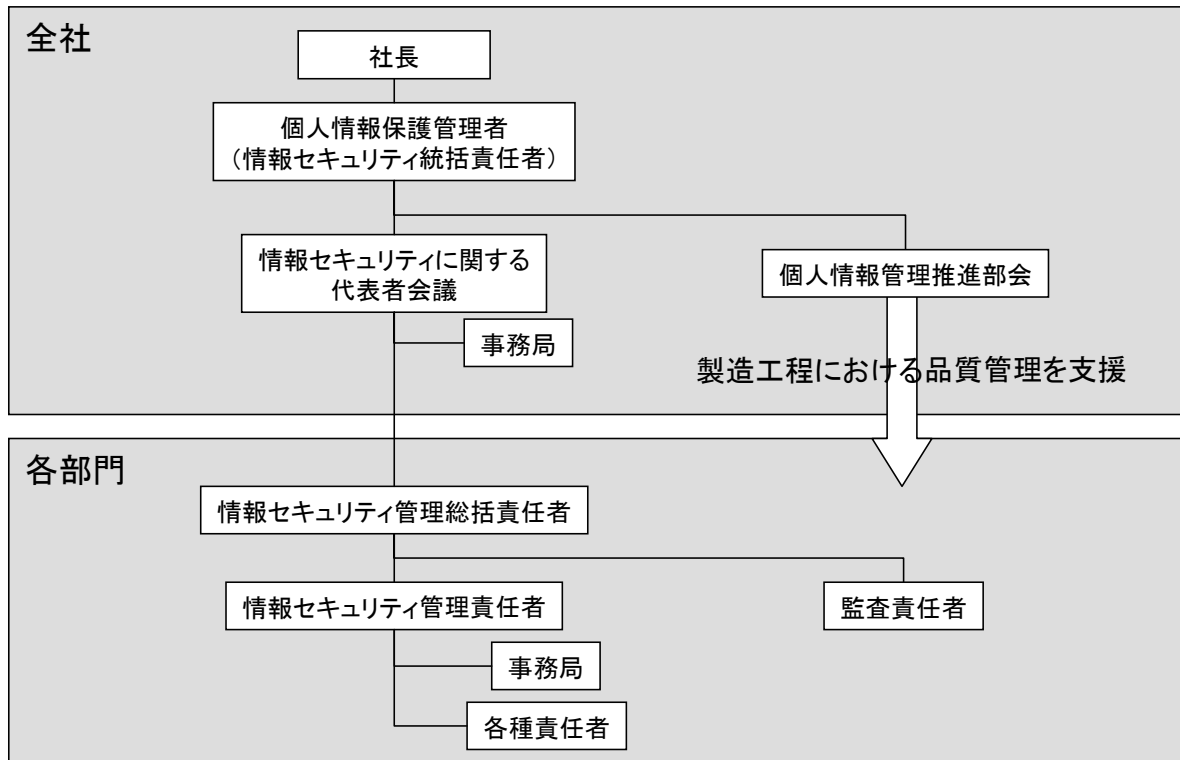 全社
社長
個人情報保護管理者
（情報セキュリティ統括責任者）
情報セキュリティに関する
代表者会議
個人情報管理推進部会
事務局
製造工程における品質管理を支援
各部門
情報セキュリティ管理総括責任者
情報セキュリティ管理責任者
監査責任者
事務局
各種責任者